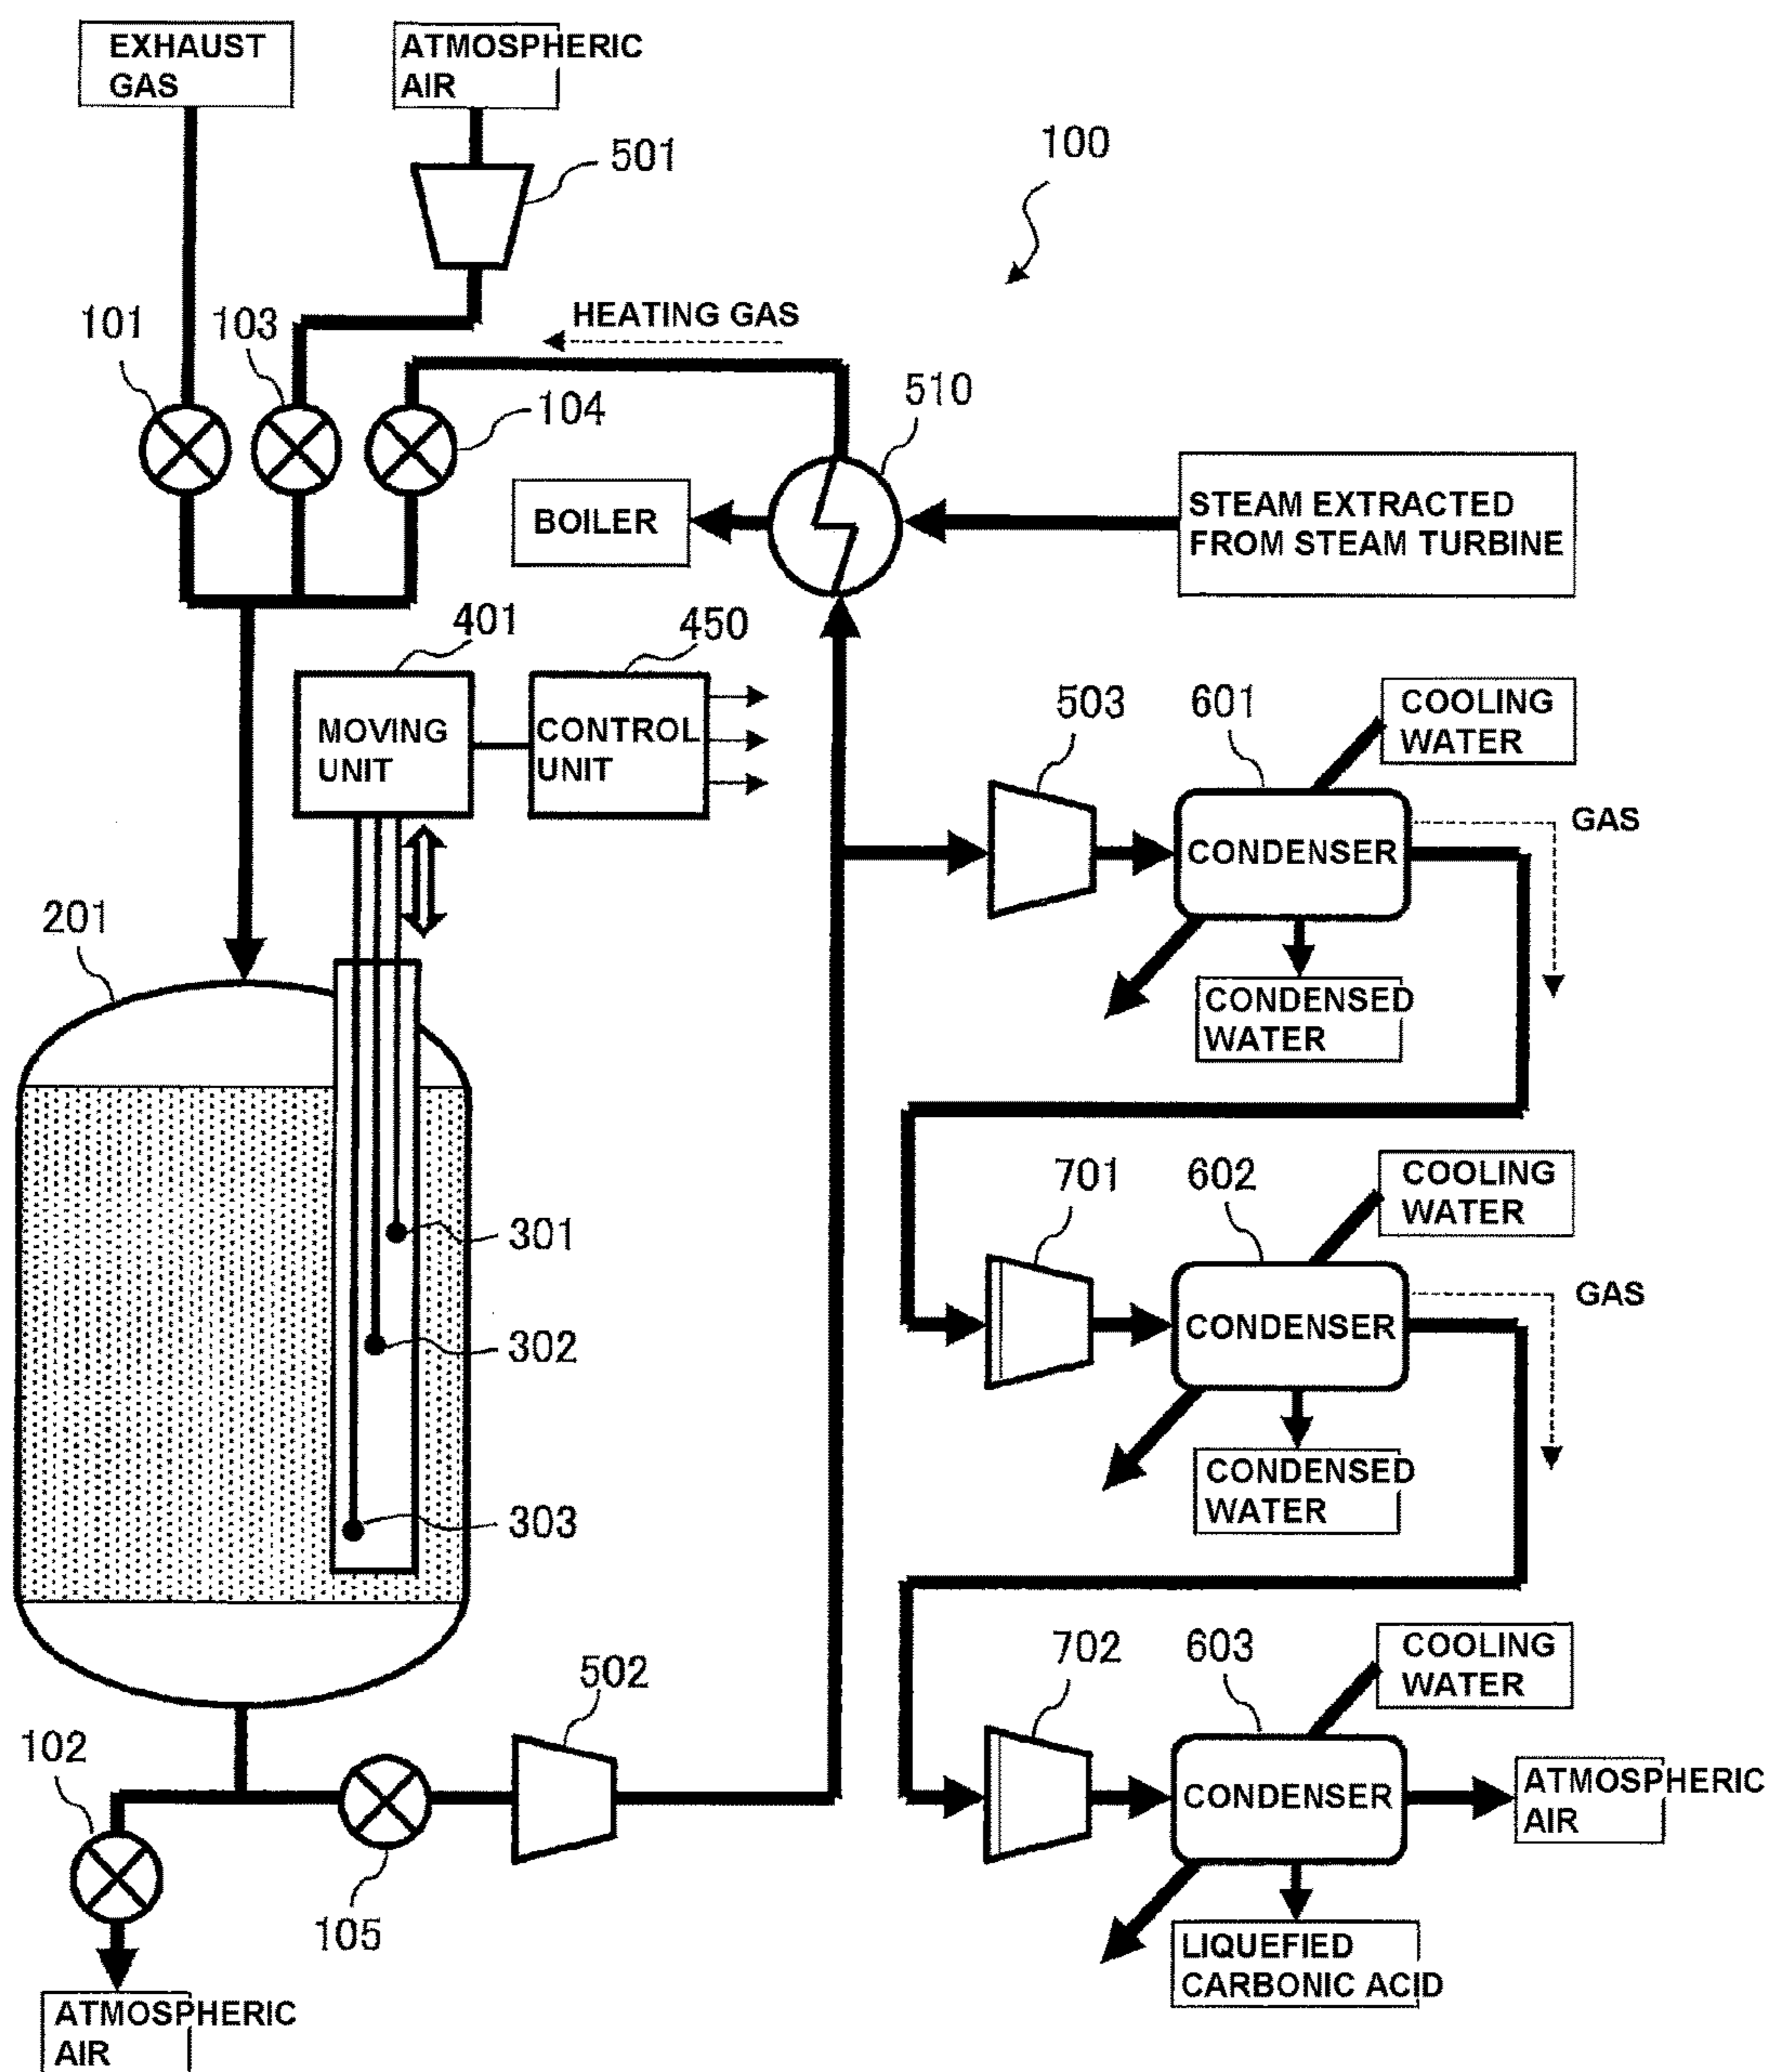 EXHAUST
GAS
ATMOSPHERIC
AIR
501
100
HEATING GAS
101
103
104
510
BOILER
STEAM EXTRACTED
FROM STEAM TURBINE
401
450
MOVING
UNIT
CONTROL
UNIT
503
601
COOLING
WATER
CONDENSER
GAS
CONDENSED
WATER
201
301
302
303
701
602
COOLING
WATER
CONDENSER
GAS
CONDENSED
WATER
702
603
COOLING
WATER
CONDENSER
ATMOSPHERIC
AIR
LIQUEFIED
CARBONIC ACID
502
102
105
ATMOSPHERIC
AIR